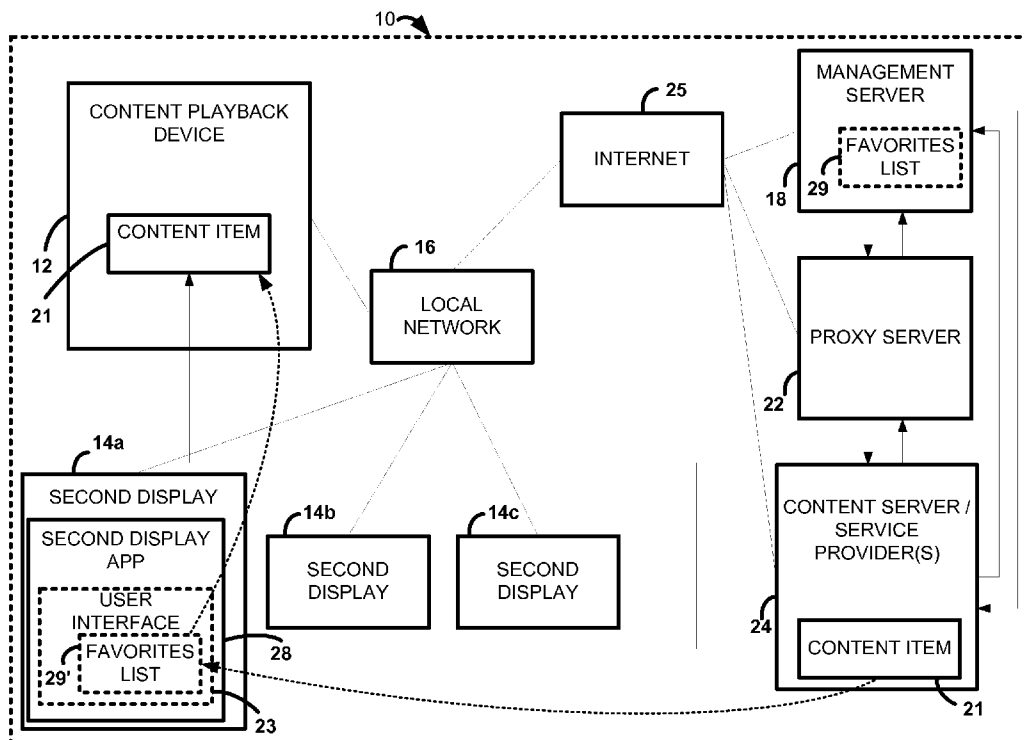 10
CONTENT PLAYBACK
DEVICE
CONTENT ITEM
12
21
25
INTERNET
MANAGEMENT
SERVER
FAVORITES
LIST
18
29
16
LOCAL
NETWORK
PROXY SERVER
22
14a
SECOND DISPLAY
SECOND DISPLAY
APP
USER
INTERFACE
FAVORITES
LIST
29'
28
23
14b
SECOND
DISPLAY
14c
SECOND
DISPLAY
CONTENT SERVER /
SERVICE
PROVIDER(S)
24
CONTENT ITEM
21